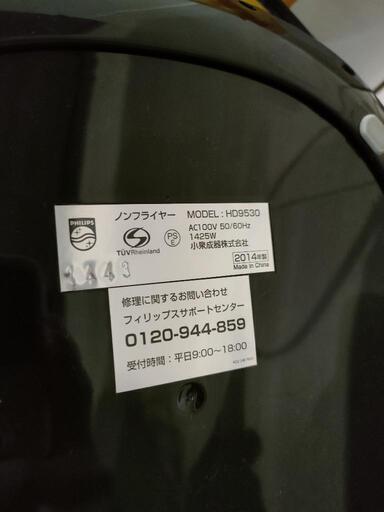 PHILIPS
ノンフライヤー MODEL : HD9530
S
TÜVRheinland
PS
E
AC100V 50/60Hz
1425W
小泉成器株式会社
2014年製
Made in China
修理に関するお問い合わせ
フィリップスサポートセンター
0120-944-859
受付時間：平日9:00～18:00